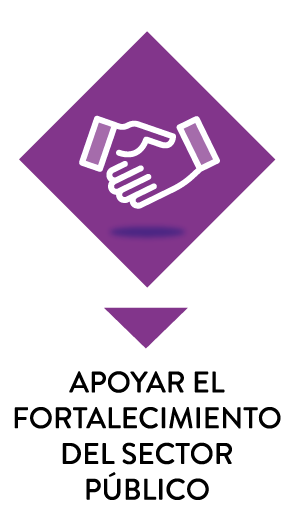 APOYAR EL
FORTALECIMIENTO
DEL SECTOR
PÚBLICO